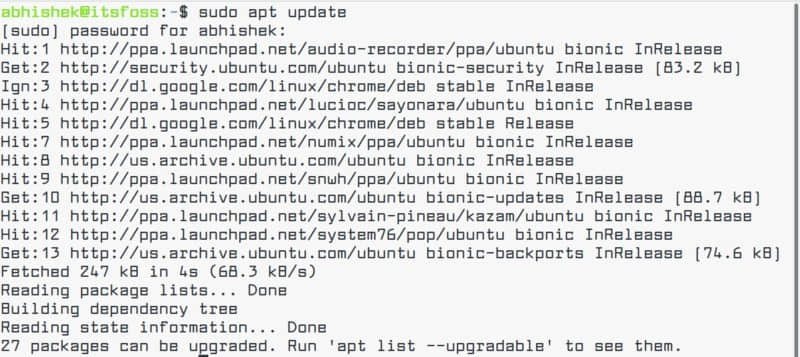 abhishek@itsfoss:~$ sudo apt update
[sudo] password for abhishek:
Hit:1 http://ppa.launchpad.net/audio-recorder/ppa/ubuntu bionic InRelease
Get:2 http://security.ubuntu.com/ubuntu bionic-security InRelease [83.2 kB]
Ign:3 http://dl.google.com/linux/chrome/deb stable InRelease
Hit:4 http://ppa.launchpad.net/lucioc/sayonara/ubuntu bionic InRelease
Hit:5 http://dl.google.com/linux/chrome/deb stable Release
Hit:7 http://ppa.launchpad.net/numix/ppa/ubuntu bionic InRelease
Hit:8 http://us.archive.ubuntu.com/ubuntu bionic InRelease
Hit:9 http://ppa.launchpad.net/snwh/ppa/ubuntu bionic InRelease
Get:10 http://us.archive.ubuntu.com/ubuntu bionic-updates InRelease [88.7 kB]
Hit:11 http://ppa.launchpad.net/sylvain-pineau/kazam/ubuntu bionic InRelease
Hit:12 http://ppa.launchpad.net/system76/pop/ubuntu bionic InRelease
Get:13 http://us.archive.ubuntu.com/ubuntu bionic-backports InRelease [74.6 kB]
Fetched 247 kB in 4s (68.3 kB/s)
Reading package lists... Done
Building dependency tree
Reading state information... Done
27 packages can be upgraded. Run 'apt list --upgradable' to see them.